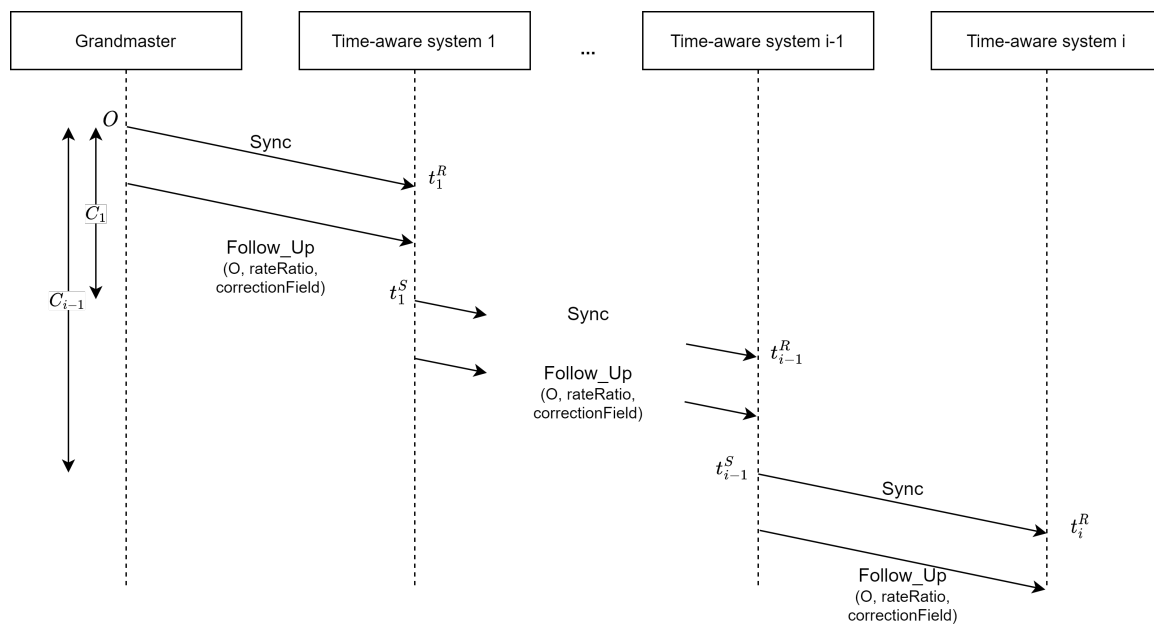 Grandmaster
Time-aware system 1
...
Time-aware system i-1
Time-aware system i
O
Sync
t_1^R
C_1
Follow_Up
(O, rateRatio,
correctionField)
t_1^S
C_{i-1}
Sync
t_{i-1}^R
Follow_Up
(O, rateRatio,
correctionField)
t_{i-1}^S
Sync
t_i^R
Follow_Up
(O, rateRatio,
correctionField)